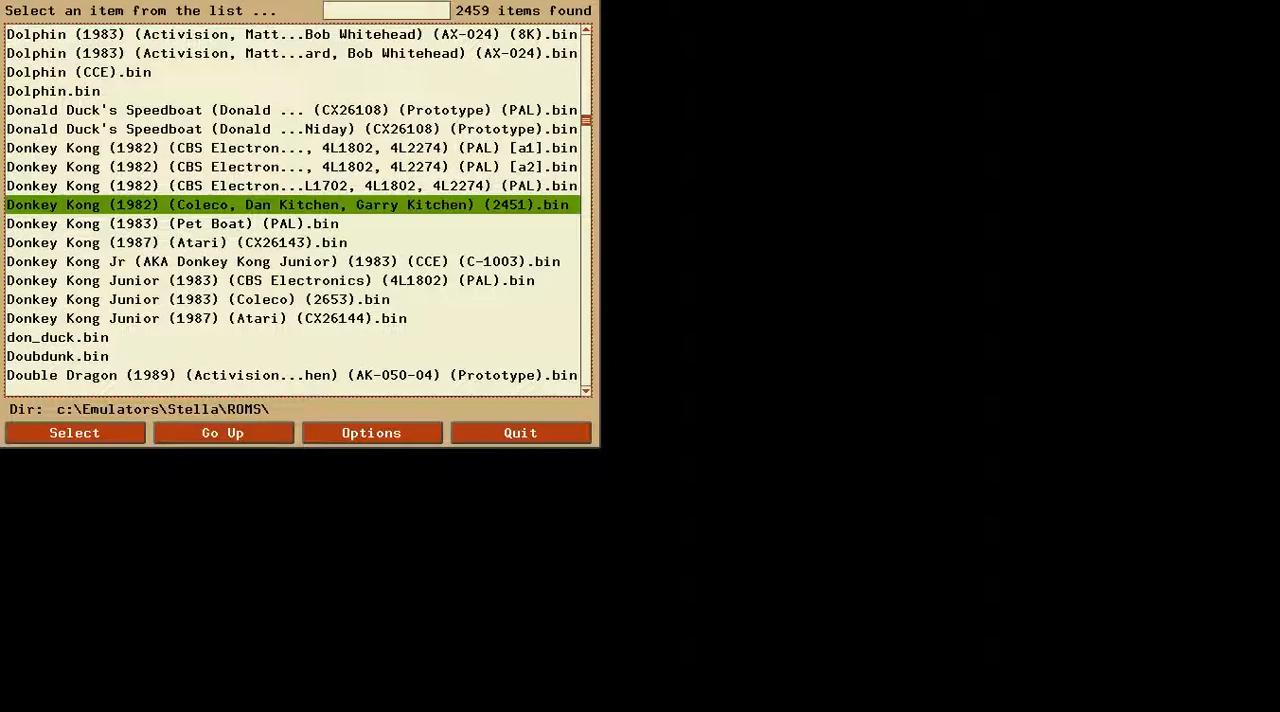 Select an item from the list ... 2459 items found
Dolphin (1983) (Activision, Matt...Bob Whitehead) (AX-024) (8K).bin
Dolphin (1983) (Activision, Matt...ard, Bob Whitehead) (AX-024).bin
Dolphin (CCE).bin
Dolphin.bin
Donald Duck's Speedboat (Donald ... (CX26108) (Prototype) (PAL).bin
Donald Duck's Speedboat (Donald ...Niday) (CX26108) (Prototype).bin
Donkey Kong (1982) (CBS Electron..., 4L1802, 4L2274) (PAL) [a1].bin
Donkey Kong (1982) (CBS Electron..., 4L1802, 4L2274) (PAL) [a2].bin
Donkey Kong (1982) (CBS Electron...L1702, 4L1802, 4L2274) (PAL).bin
Donkey Kong (1982) (Coleco, Dan Kitchen, Garry Kitchen) (2451).bin
Donkey Kong (1983) (Pet Boat) (PAL).bin
Donkey Kong (1987) (Atari) (CX26143).bin
Donkey Kong Jr (AKA Donkey Kong Junior) (1983) (CCE) (C-1003).bin
Donkey Kong Junior (1983) (CBS Electronics) (4L1802) (PAL).bin
Donkey Kong Junior (1983) (Coleco) (2653).bin
Donkey Kong Junior (1987) (Atari) (CX26144).bin
don_duck.bin
Doubdunk.bin
Double Dragon (1989) (Activision...hen) (AK-050-04) (Prototype).bin
Dir: c:\Emulators\Stella\ROMS\
Select Go Up Options Quit